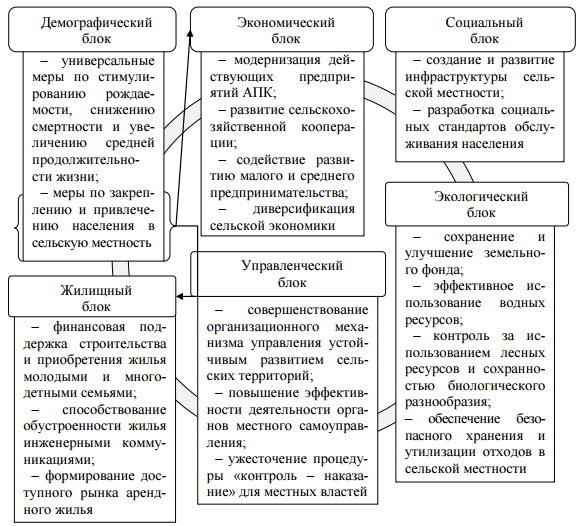 Демографический
блок
– универсальные
меры по стимули-
рованию рождае-
мости, снижению
смертности и уве-
личению средней
продолжительно-
сти жизни;
– меры по закреп-
лению и привлече-
нию населения в
сельскую местность
Экономический
блок
– модернизация дей-
ствующих предпри-
ятий АПК;
– развитие сельскохо-
зяйственной коопера-
ции;
– содействие разви-
тию малого и среднего
предпринимательства;
– диверсификация
сельской экономики
Социальный
блок
– создание и развитие
инфраструктуры сель-
ской местности;
– разработка социаль-
ных стандартов обслу-
живания населения
Экологический
блок
– сохранение и
улучшение земельно-
го фонда;
– эффективное ис-
пользование водных
ресурсов;
– контроль за ис-
пользованием лесных
ресурсов и сохранно-
стью биологического
разнообразия;
– обеспечение безо-
пасного хранения и
утилизации отходов в
сельской местности
Управленческий
блок
– совершенствование
организационного меха-
низма управления устой-
чивым развитием сель-
ских территорий;
– повышение эффектив-
ности деятельности орга-
нов местного самоуправ-
ления;
– ужесточение процеду-
ры «контроль – наказа-
ние» для местных властей
Жилищный
блок
– финансовая под-
держка строительства
и приобретения жилья
молодыми и много-
детными семьями;
– способствование
обустроенности жилья
инженерными комму-
никациями;
– формирование дос-
тупного рынка аренд-
ного жилья